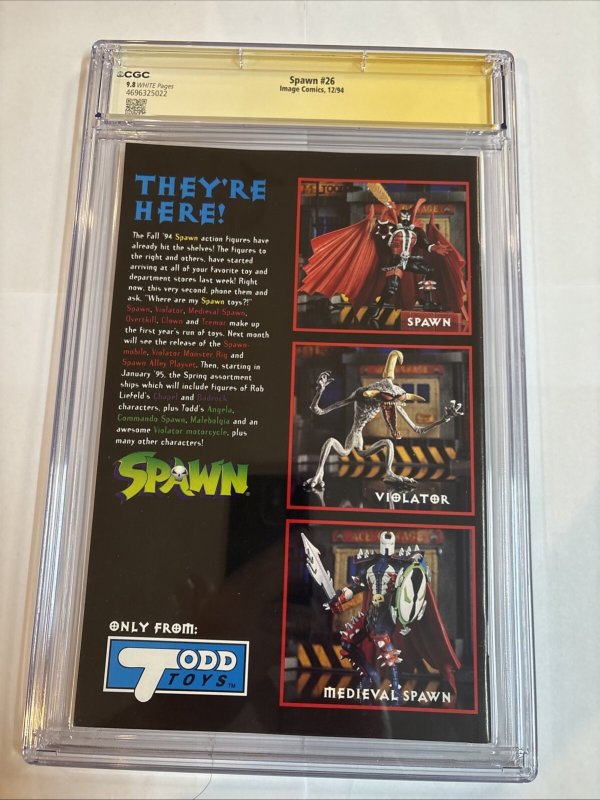 CGC
9.8 WHITE Pages
4696325022
Spawn #26
Image Comics, 12/94
THEY'RE
HERE!
The Fall '94 Spawn action figures have
already hit the shelves! The figures to
the right and others, have started
arriving at all of your favorite toy and
department stores last week! Right
now, this very second, phone them and
ask, "Where are my Spawn toys?!"
Spawn, Violator, Medieval Spawn,
Overtkill, Clown and Tremor make up
the first year's run of toys. Next month
will see the release of the Spawn-
mobile, Violator Monster Rig and
Spawn Alley Playset. Then, starting in
January '95, the Spring assortment
ships which will include figures of Rob
Liefeld's Chapel and Badrock
characters, plus Todd's Angela,
Commando Spawn, Malebolgia and an
awesome Violator motorcycle, plus
many other characters!
SPAWN
SPAWN
VIOLATOR
MEDIEVAL SPAWN
ONLY FROM:
TODD
TOYS TM